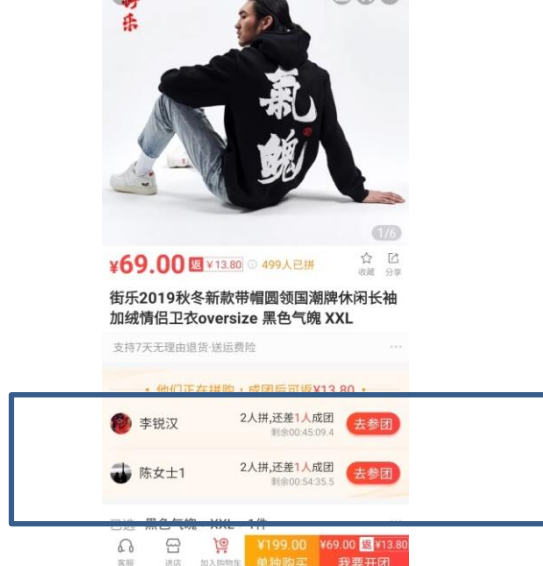 乐
氣
魄
1/6
¥69.00 返 ¥13.80 499人已拼
收藏 分享
街乐2019秋冬新款带帽圆领国潮牌休闲长袖
加绒情侣卫衣oversize 黑色气魄 XXL
支持7天无理由退货·送运费险
· 他们正在拼购·成团后可返¥13.80 ·
李锐汉 2人拼,还差1人成团 去参团
剩余00:45:09.4
陈女士1 2人拼,还差1人成团 去参团
剩余00:54:35.5
已选 黑色气魄 XXL 1件
¥199.00 ¥69.00 返 ¥13.80
客服 进店 加入购物车 单独购买 我要开团